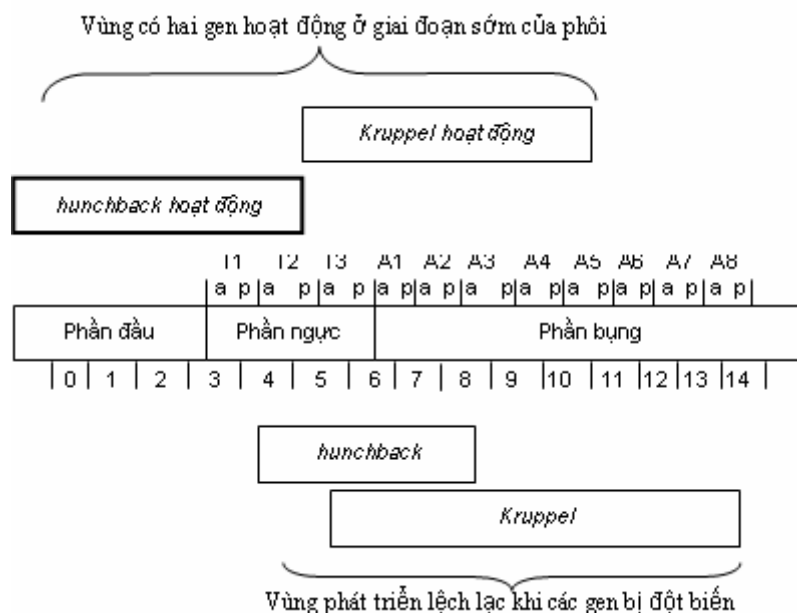 Vùng có hai gen hoạt động ở giai đoạn sớm của phôi
Kruppel hoạt động
hunchback hoạt động
T1 T2 T3 A1 A2 A3 A4 A5 A6 A7 A8
a p a p a p a p a p a p a p a p a p a p a p
Phần đầu Phần ngực Phần bụng
0 1 2 3 4 5 6 7 8 9 10 11 12 13 14
hunchback
Kruppel
Vùng phát triển lệch lạc khi các gen bị đột biến